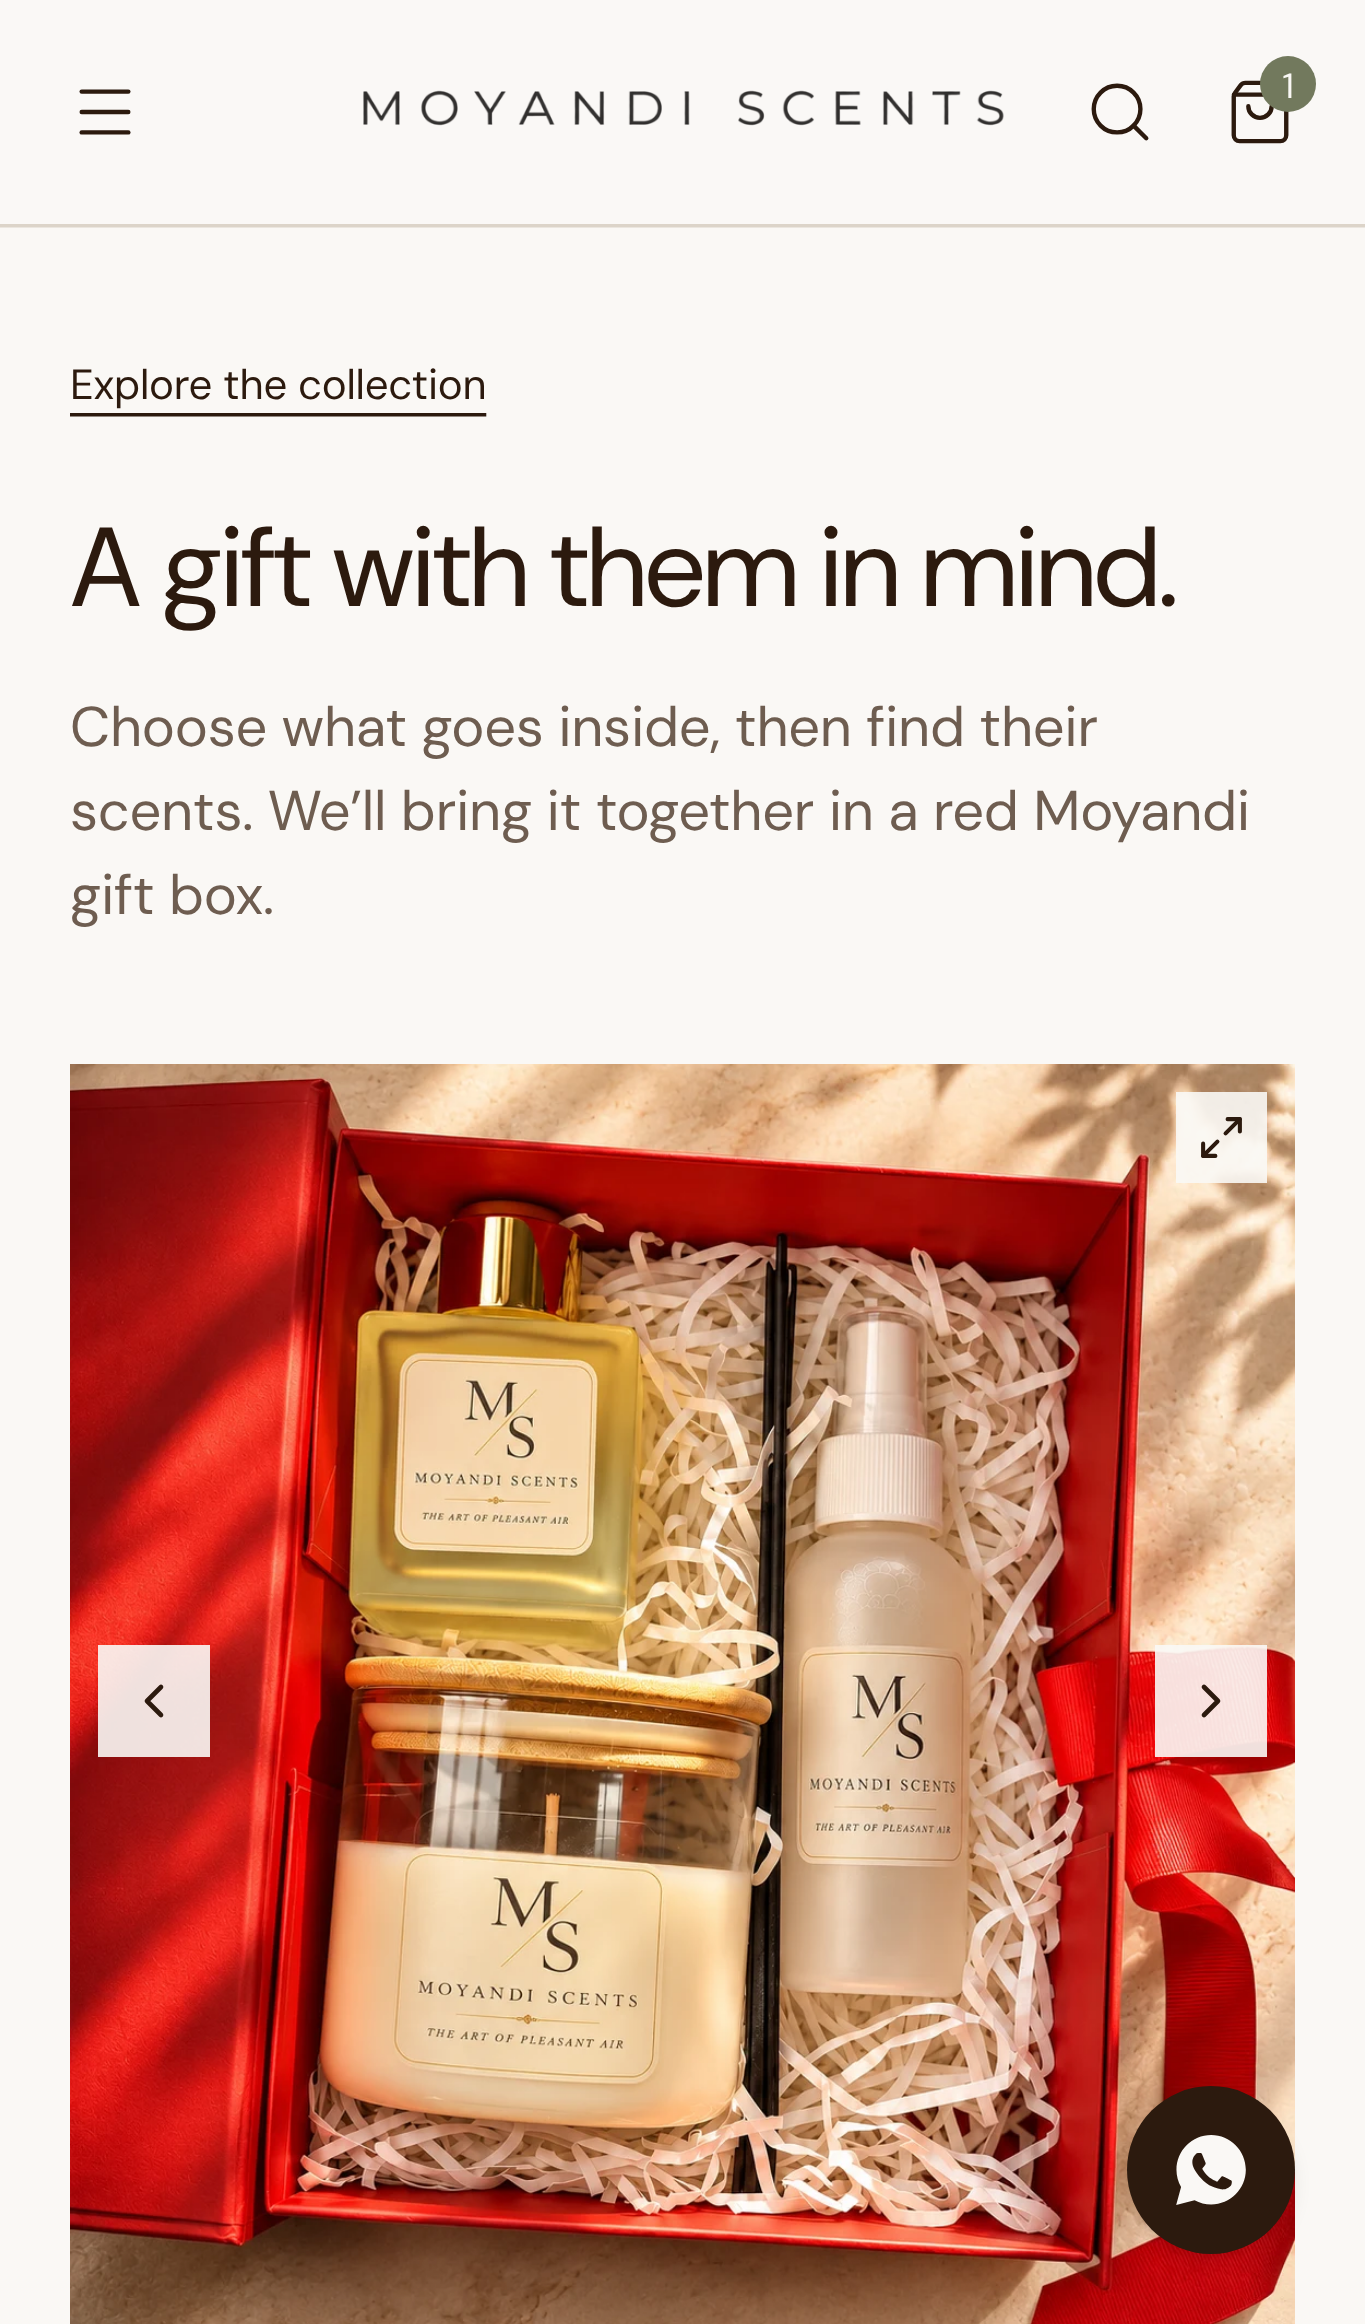 MOYANDI SCENTS
1
Explore the collection
A gift with them in mind.
Choose what goes inside, then find their
scents. We’ll bring it together in a red Moyandi
gift box.
M
S
MOYANDI SCENTS
THE ART OF PLEASANT AIR
M
S
MOYANDI SCENTS
THE ART OF PLEASANT AIR
M
S
MOYANDI SCENTS
THE ART OF PLEASANT AIR